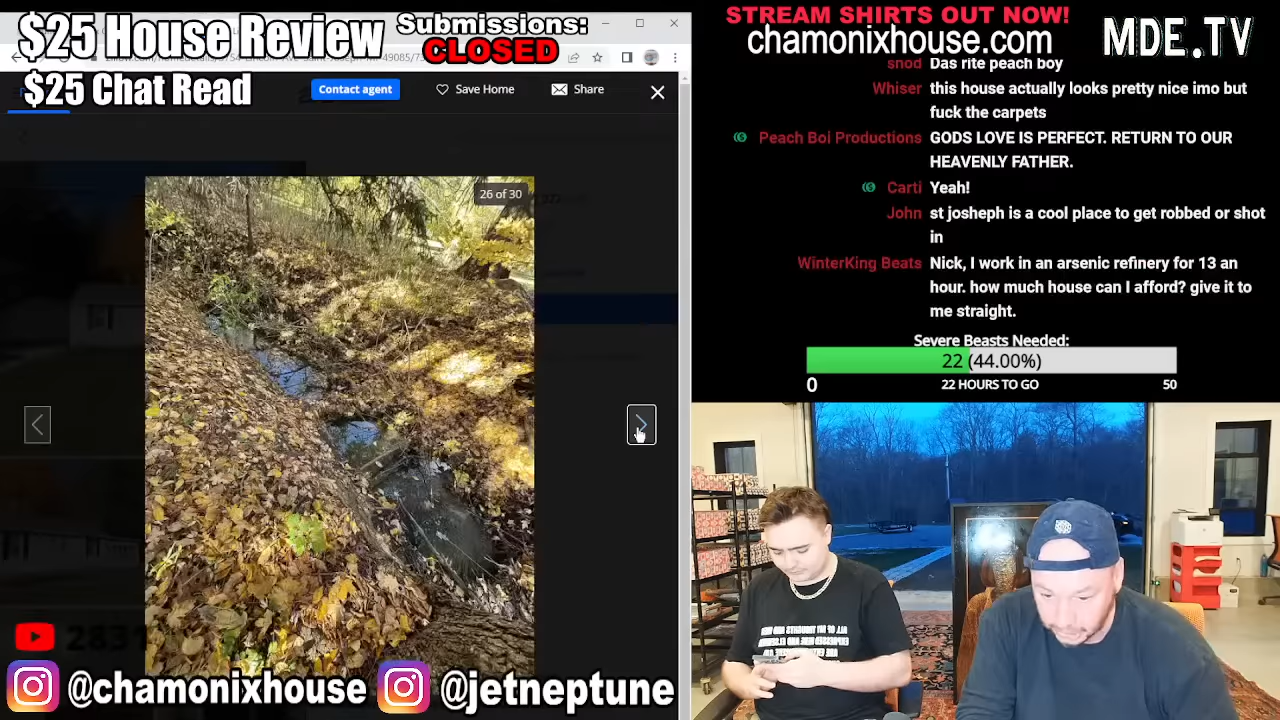 $25 House Review
Submissions:
CLOSED
$25 Chat Read
Contact agent
Save Home
Share
26 of 30
@chamonixhouse
@jetneptune
STREAM SHIRTS OUT NOW!
chamonixhouse.com
MDE.TV
snod Das rite peach boy
Whiser this house actually looks pretty nice imo but
fuck the carpets
Peach Boi Productions GODS LOVE IS PERFECT. RETURN TO OUR
HEAVENLY FATHER.
Carti Yeah!
John st josheph is a cool place to get robbed or shot
in
WinterKing Beats Nick, I work in an arsenic refinery for 13 an
hour. how much house can I afford? give it to
me straight.
Severe Beasts Needed:
22 (44.00%)
0 22 HOURS TO GO 50